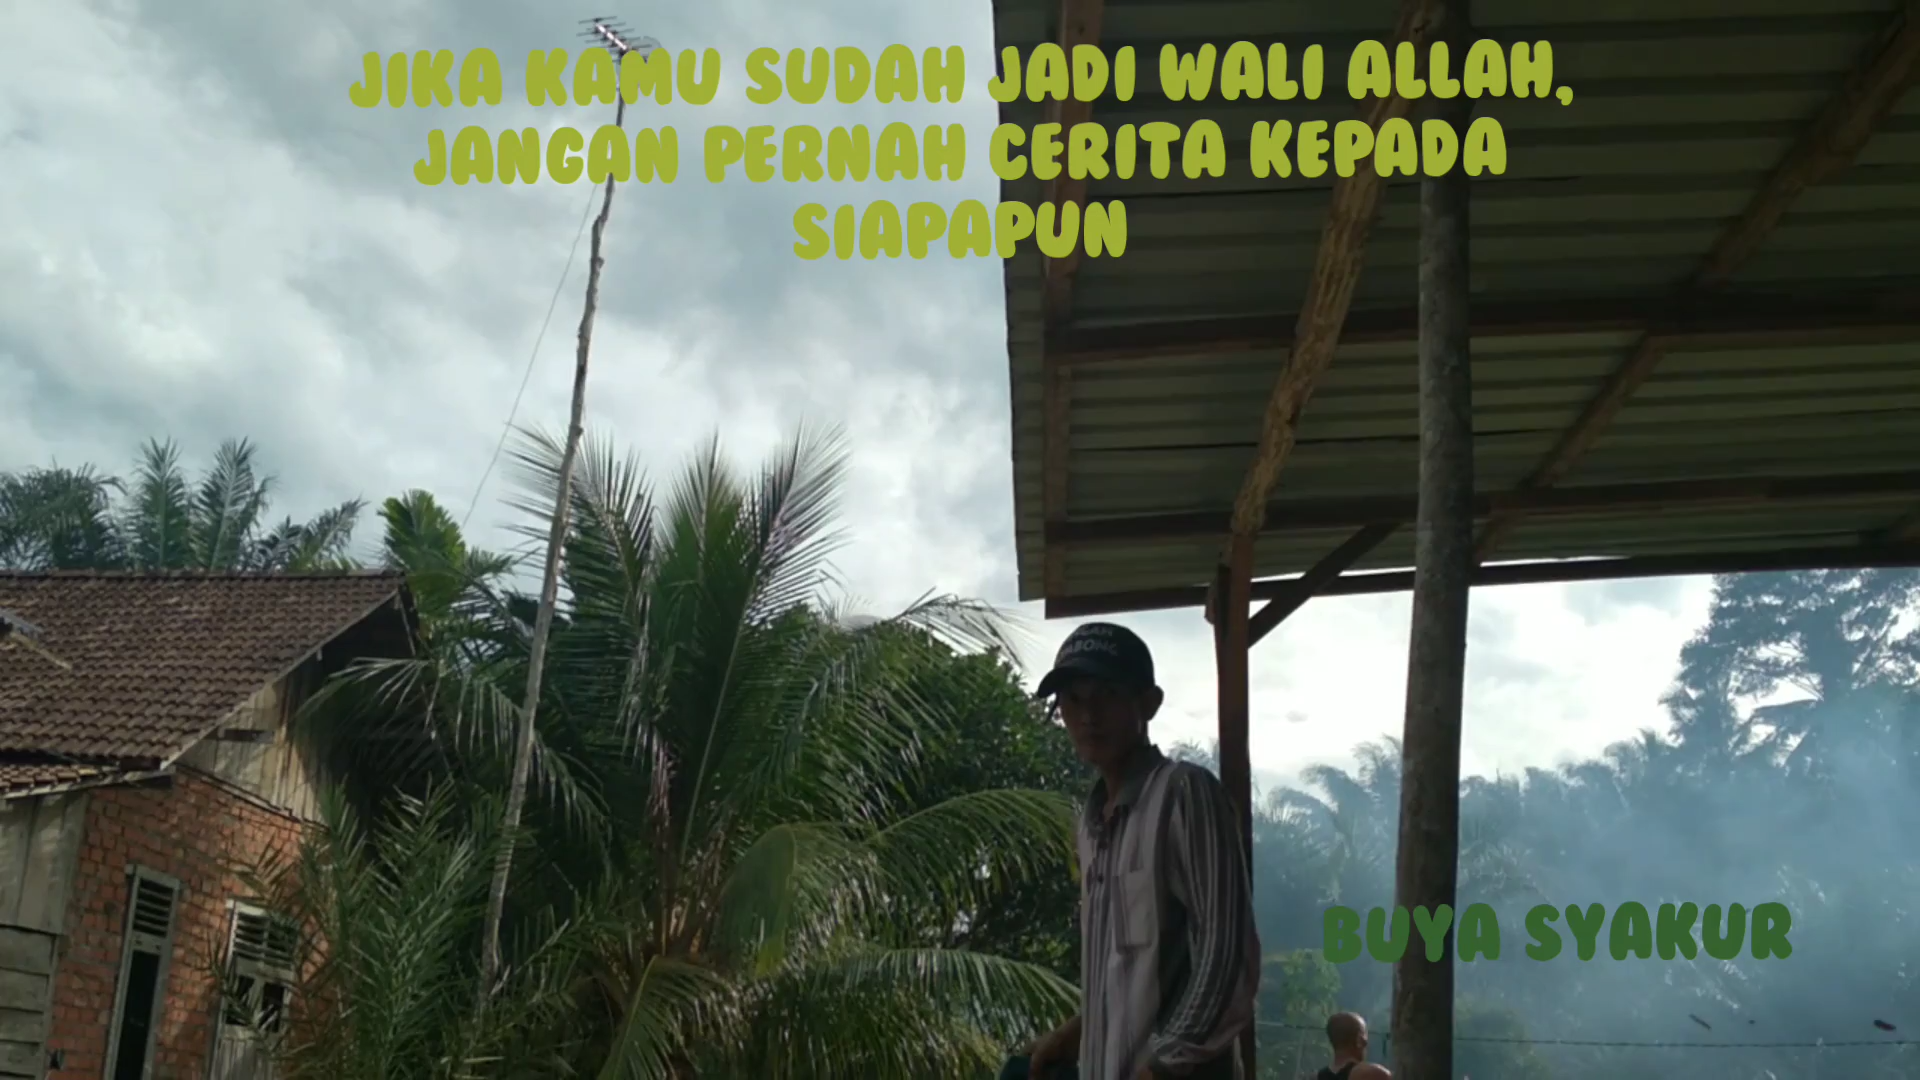 JIKA KAMU SUDAH JADI WALI ALLAH,
JANGAN PERNAH CERITA KEPADA
SIAPAPUN
BUYA SYAKUR